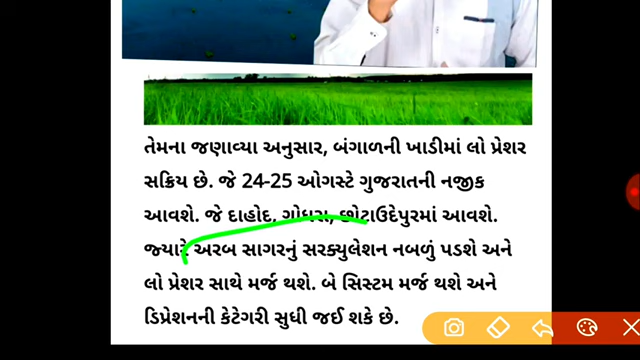 તેમના જણાવ્યા અનુસાર, બંગાળની ખાડીમાં લો પ્રેશર
સક્રિય છે. જે 24-25 ઓગસ્ટે ગુજરાતની નજીક
આવશે. જે દાહોદ, ગોધરા, છોટાઉદેપુરમાં આવશે.
જ્યારે અરબ સાગરનું સરક્યુલેશન નબળું પડશે અને
લો પ્રેશર સાથે મર્જ થશે. બે સિસ્ટમ મર્જ થશે અને
ડિપ્રેશનની કેટેગરી સુધી જઈ શકે છે.